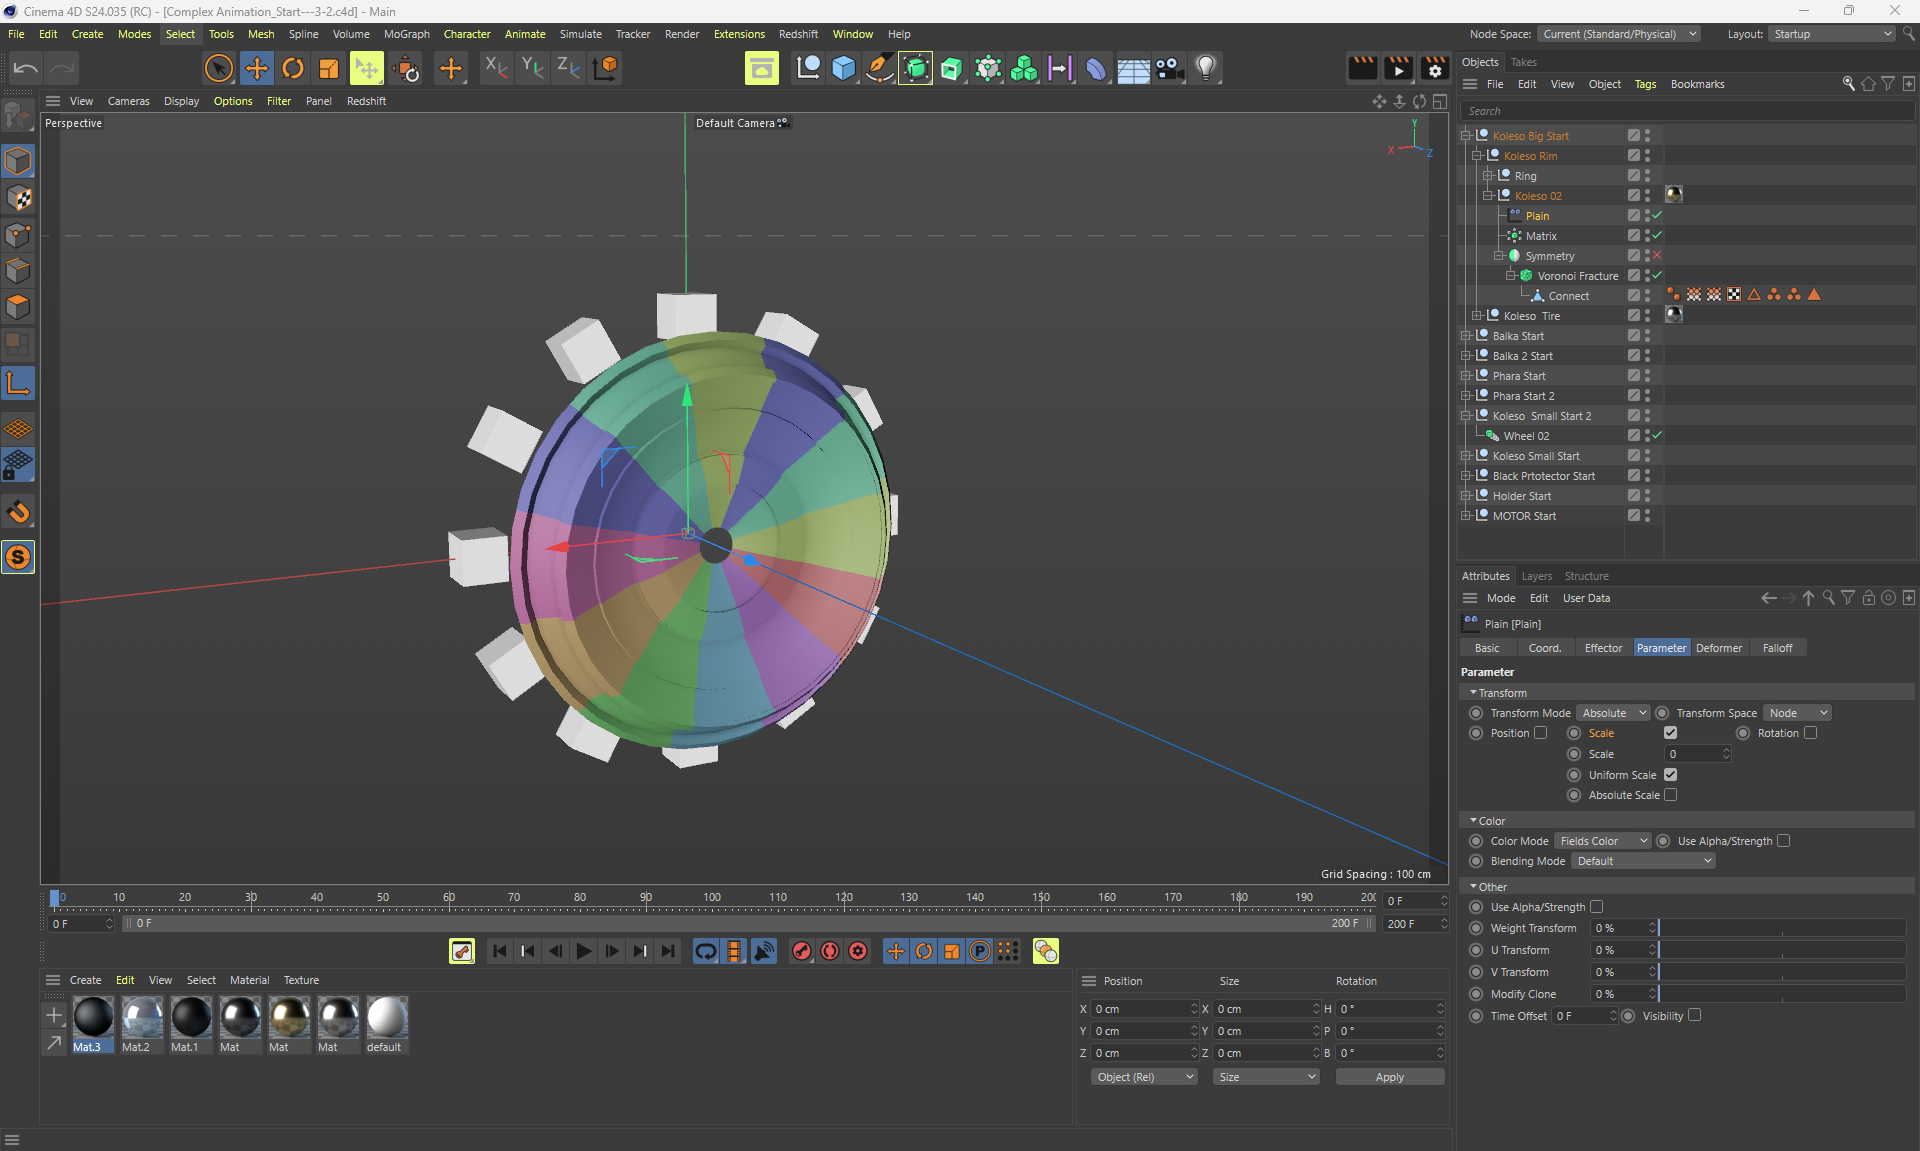 Cinema 4D S24.035 (RC) - [Complex Animation_Start---3-2.c4d] - Main
File Edit Create Modes Select Tools Mesh Spline Volume MoGraph Character Animate Simulate Tracker Render Extensions Redshift Window Help
Node Space: Current (Standard/Physical) Layout: Startup
View Cameras Display Options Filter Panel Redshift
Perspective
Default Camera
Y
X
Z
Grid Spacing : 100 cm
0 10 20 30 40 50 60 70 80 90 100 110 120 130 140 150 160 170 180 190 200
0 F
0 F
0 F
200 F
200 F
Create Edit View Select Material Texture
Mat.3 Mat.2 Mat.1 Mat Mat Mat default
Position Size Rotation
X 0 cm X 0 cm H 0 °
Y 0 cm Y 0 cm P 0 °
Z 0 cm Z 0 cm B 0 °
Object (Rel) Size Apply
Objects Takes
File Edit View Object Tags Bookmarks
Search
Koleso Big Start
Koleso Rim
Ring
Koleso 02
Plain
Matrix
Symmetry
Voronoi Fracture
Connect
Koleso Tire
Balka Start
Balka 2 Start
Phara Start
Phara Start 2
Koleso Small Start 2
Wheel 02
Koleso Small Start
Black Prtotector Start
Holder Start
MOTOR Start
Attributes Layers Structure
Mode Edit User Data
Plain [Plain]
Basic Coord. Effector Parameter Deformer Falloff
Parameter
Transform
Transform Mode Absolute Transform Space Node
Position Scale Rotation
Scale 0
Uniform Scale
Absolute Scale
Color
Color Mode Fields Color Use Alpha/Strength
Blending Mode Default
Other
Use Alpha/Strength
Weight Transform 0 %
U Transform 0 %
V Transform 0 %
Modify Clone 0 %
Time Offset 0 F Visibility